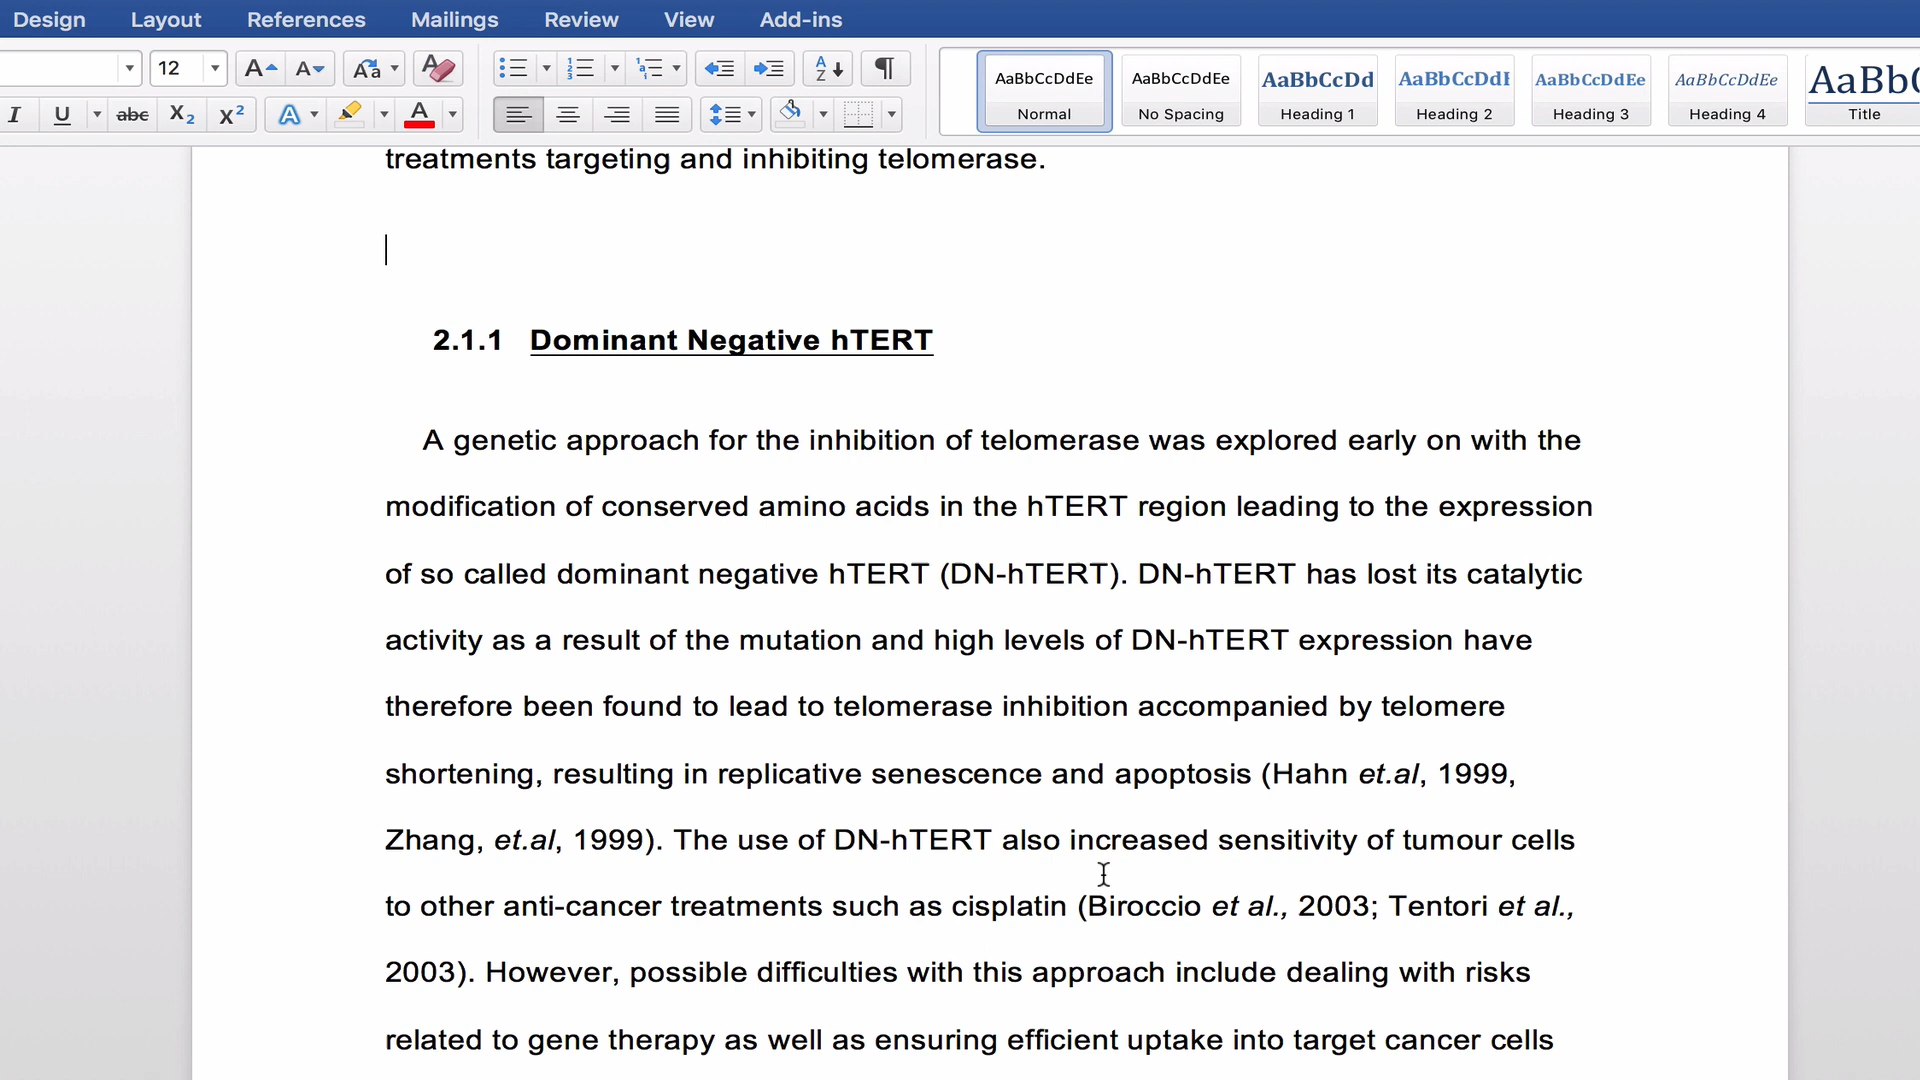 Design Layout References Mailings Review View Add-ins
12 A A Aa A A Z ¶ AaBbCcDdEe AaBbCcDdEe AaBbCcDd AaBbCcDdE AaBbCcDdEe AaBbCcDdEe AaBbC
I U abc X2 X2 A A Normal No Spacing Heading 1 Heading 2 Heading 3 Heading 4 Title
treatments targeting and inhibiting telomerase.
2.1.1 Dominant Negative hTERT
A genetic approach for the inhibition of telomerase was explored early on with the
modification of conserved amino acids in the hTERT region leading to the expression
of so called dominant negative hTERT (DN-hTERT). DN-hTERT has lost its catalytic
activity as a result of the mutation and high levels of DN-hTERT expression have
therefore been found to lead to telomerase inhibition accompanied by telomere
shortening, resulting in replicative senescence and apoptosis (Hahn et.al, 1999,
Zhang, et.al, 1999). The use of DN-hTERT also increased sensitivity of tumour cells
to other anti-cancer treatments such as cisplatin (Biroccio et al., 2003; Tentori et al.,
2003). However, possible difficulties with this approach include dealing with risks
related to gene therapy as well as ensuring efficient uptake into target cancer cells